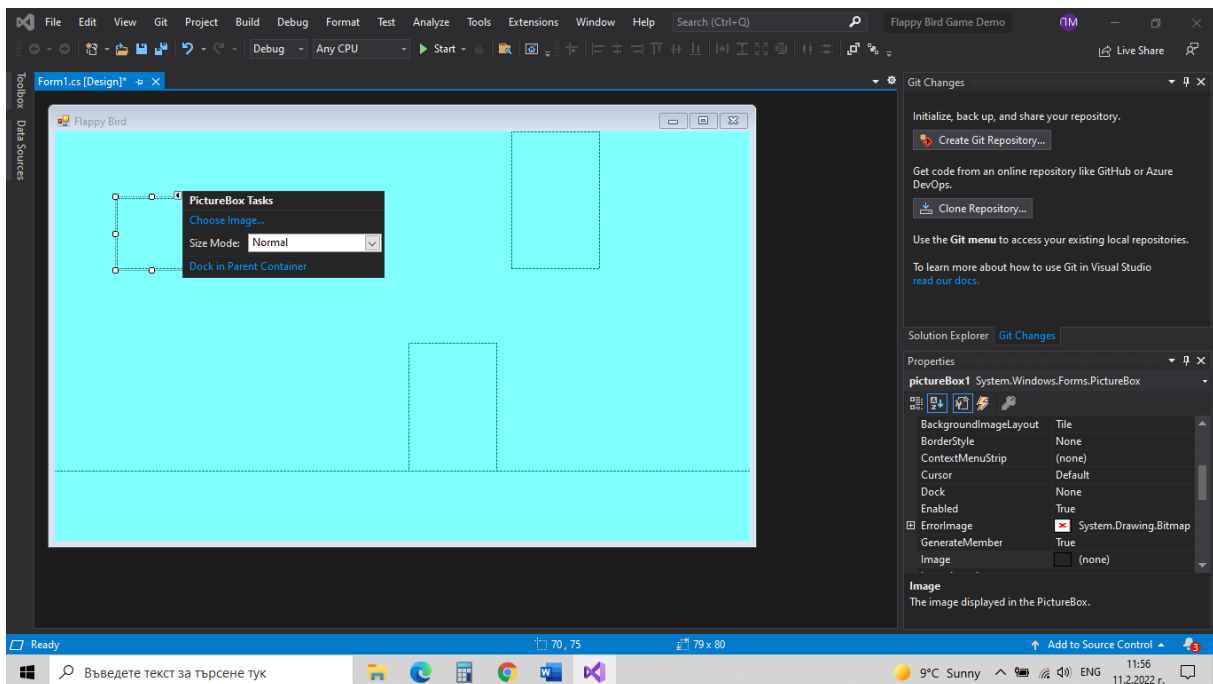 File Edit View Git Project Build Debug Format Test Analyze Tools Extensions Window Help Search (Ctrl+Q) Flappy Bird Game Demo ПМ
Debug Any CPU Start Live Share
Form1.cs [Design]*
Toolbox
Data Sources
Flappy Bird
PictureBox Tasks
Choose Image...
Size Mode: Normal
Dock in Parent Container
Git Changes
Initialize, back up, and share your repository.
Create Git Repository...
Get code from an online repository like GitHub or Azure
DevOps.
Clone Repository...
Use the Git menu to access your existing local repositories.
To learn more about how to use Git in Visual Studio
read our docs.
Solution Explorer Git Changes
Properties
pictureBox1 System.Windows.Forms.PictureBox
BackgroundImageLayout Tile
BorderStyle None
ContextMenuStrip (none)
Cursor Default
Dock None
Enabled True
ErrorImage System.Drawing.Bitmap
GenerateMember True
Image (none)
Image
The image displayed in the PictureBox.
Ready 70, 75 79 x 80 Add to Source Control 3
Въведете текст за търсене тук 9°C Sunny ENG 11:56
11.2.2022 г.